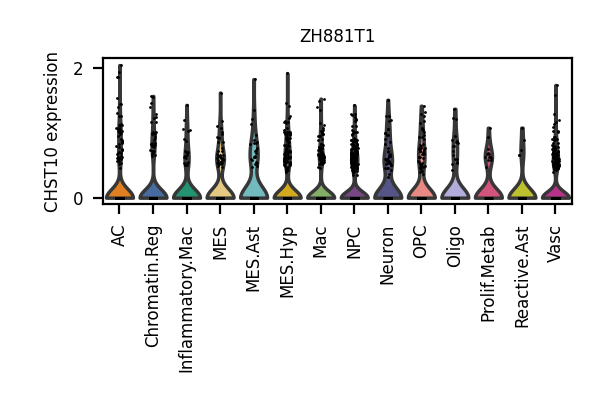 ZH881T1
CHST10 expression
2
0
AC
Chromatin.Reg
Inflammatory.Mac
MES
MES.Ast
MES.Hyp
Mac
NPC
Neuron
OPC
Oligo
Prolif.Metab
Reactive.Ast
Vasc